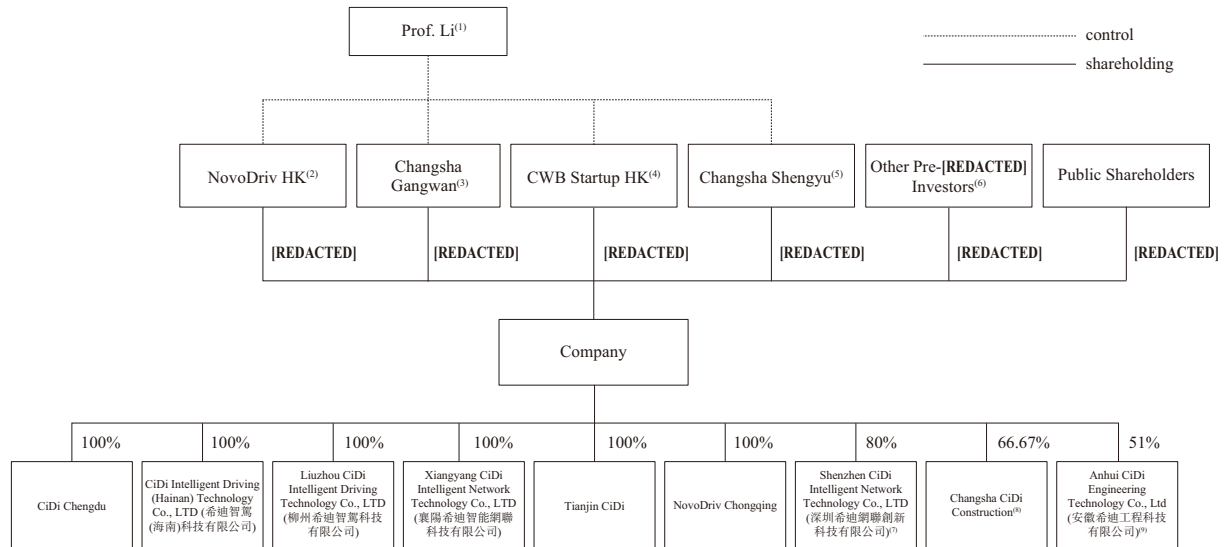 Prof. Li(1)
control
shareholding
NovoDriv HK(2)
Changsha
Gangwan(3)
CWB Startup HK(4)
Changsha Shengyu(5)
Other Pre-[REDACTED]
Investors(6)
Public Shareholders
[REDACTED]
[REDACTED]
[REDACTED]
[REDACTED]
[REDACTED]
[REDACTED]
Company
100%
100%
100%
100%
100%
100%
80%
66.67%
51%
CiDi Chengdu
CiDi Intelligent Driving
(Hainan) Technology
Co., LTD (希迪智駕
(海南)科技有限公司)
Liuzhou CiDi
Intelligent Driving
Technology Co., LTD
(柳州希迪智駕科技
有限公司)
Xiangyang CiDi
Intelligent Network
Technology Co., LTD
(襄陽希迪智能網聯
科技有限公司)
Tianjin CiDi
NovoDriv Chongqing
Shenzhen CiDi
Intelligent Network
Technology Co., LTD
(深圳希迪網聯創新
科技有限公司)(7)
Changsha CiDi
Construction(8)
Anhui CiDi
Engineering
Technology Co., Ltd
(安徽希迪工程科技
有限公司)(9)